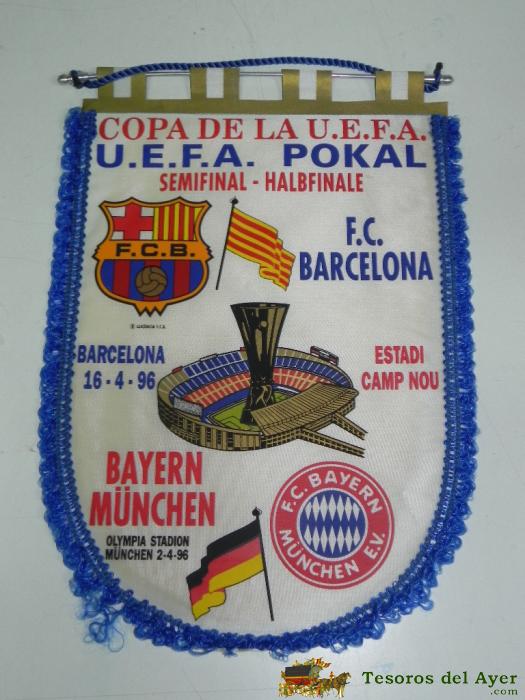 COPA DE LA U.E.F.A.
U.E.F.A. POKAL
SEMIFINAL - HALBFINALE
F.C.B.
F.C.
BARCELONA
BARCELONA
16-4-96
ESTADI
CAMP NOU
BAYERN
MÜNCHEN
OLYMPIA STADION
MÜNCHEN 2-4-96
F.C. BAYERN
MÜNCHEN E.V.
Tesoros del Ayer
.com